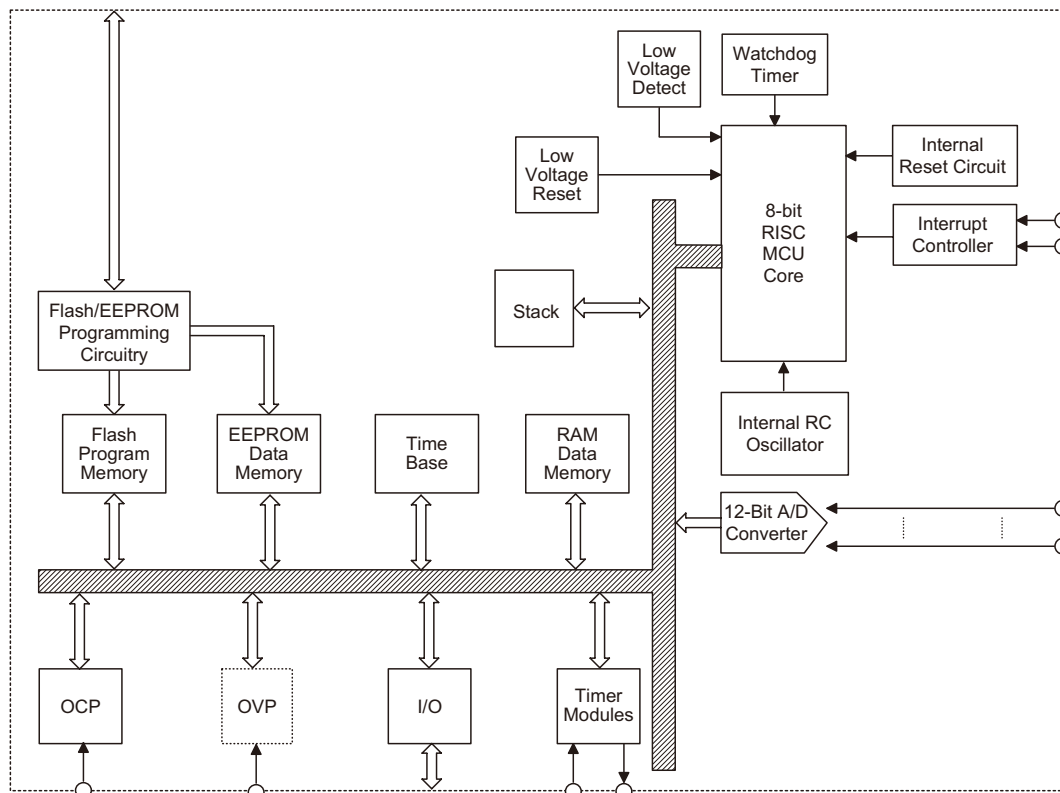 Low
Voltage
Detect
Watchdog
Timer
Low
Voltage
Reset
8-bit
RISC
MCU
Core
Internal
Reset Circuit
Interrupt
Controller
Stack
Flash/EEPROM
Programming
Circuitry
Flash
Program
Memory
EEPROM
Data
Memory
Time
Base
RAM
Data
Memory
Internal RC
Oscillator
12-Bit A/D
Converter
OCP
OVP
I/O
Timer
Modules